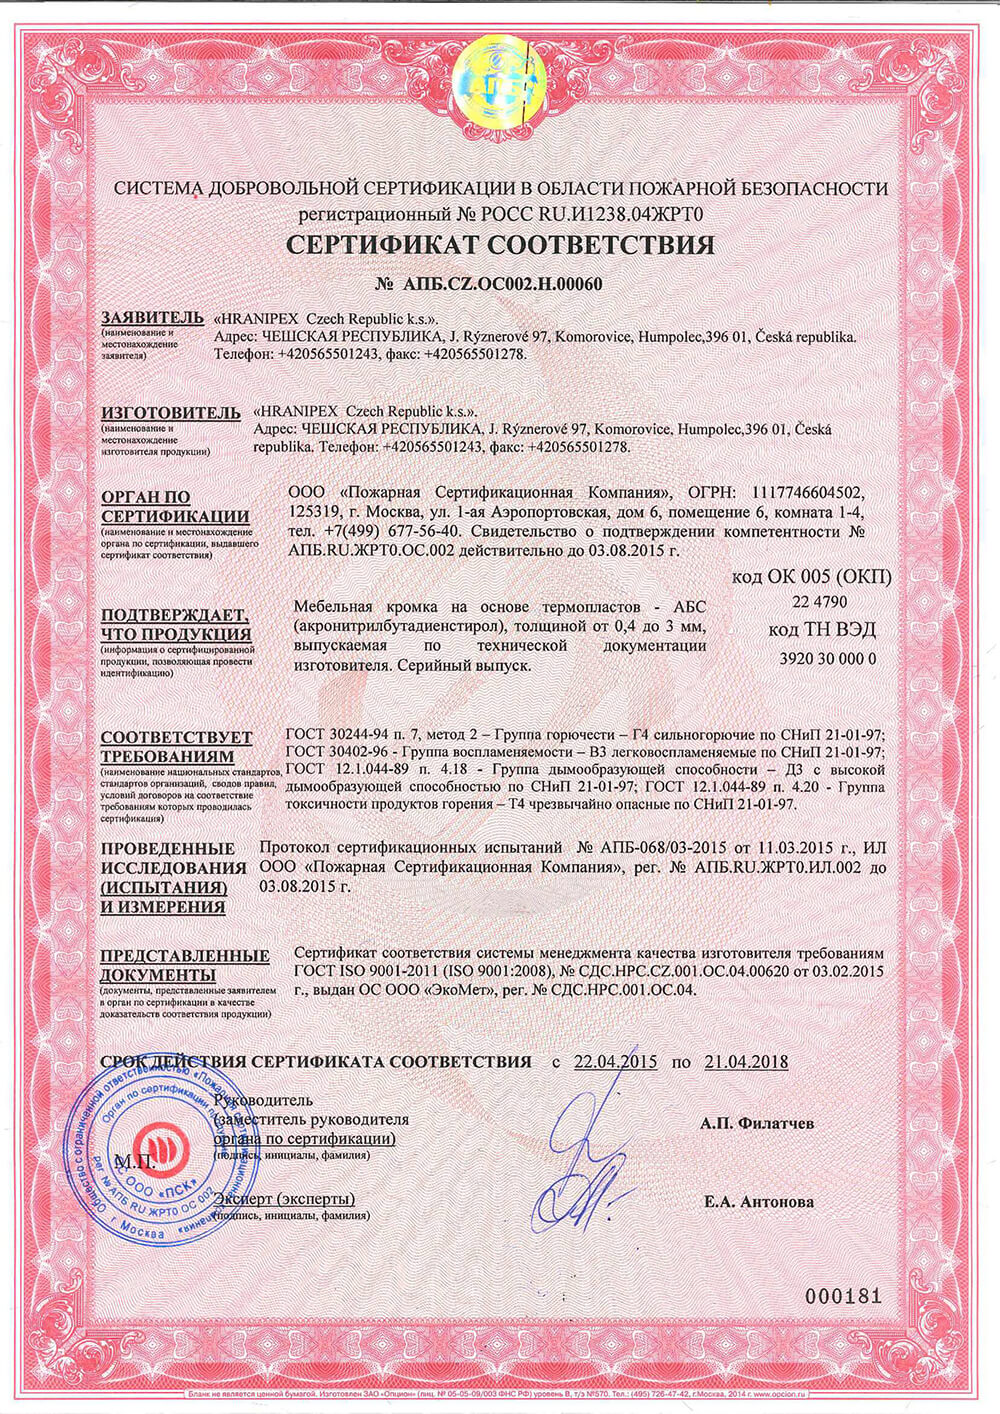 АПБ
СИСТЕМА ДОБРОВОЛЬНОЙ СЕРТИФИКАЦИИ В ОБЛАСТИ ПОЖАРНОЙ БЕЗОПАСНОСТИ
регистрационный № РОСС RU.И1238.04ЖРТ0
СЕРТИФИКАТ СООТВЕТСТВИЯ
№ АПБ.CZ.ОС002.Н.00060
ЗАЯВИТЕЛЬ
(наименование и
местонахождение
заявителя)
«HRANIPEX Czech Republic k.s.».
Адрес: ЧЕШСКАЯ РЕСПУБЛИКА, J. Rýznerové 97, Komorovice, Humpolec,396 01, Česká republika.
Телефон: +420565501243, факс: +420565501278.
ИЗГОТОВИТЕЛЬ
(наименование и
местонахождение
изготовителя продукции)
«HRANIPEX Czech Republic k.s.».
Адрес: ЧЕШСКАЯ РЕСПУБЛИКА, J. Rýznerové 97, Komorovice, Humpolec,396 01, Česká
republika. Телефон: +420565501243, факс: +420565501278.
ОРГАН ПО
СЕРТИФИКАЦИИ
(наименование и местонахождение
органа по сертификации, выдавшего
сертификат соответствия)
ООО «Пожарная Сертификационная Компания», ОГРН: 1117746604502,
125319, г. Москва, ул. 1-ая Аэропортовская, дом 6, помещение 6, комната 1-4,
тел. +7(499) 677-56-40. Свидетельство о подтверждении компетентности №
АПБ.RU.ЖРТ0.ОС.002 действительно до 03.08.2015 г.
ПОДТВЕРЖДАЕТ,
ЧТО ПРОДУКЦИЯ
(информация о сертифицированной
продукции, позволяющая провести
идентификацию)
Мебельная кромка на основе термопластов - АБС
(акронитрилбутадиенстирол), толщиной от 0,4 до 3 мм,
выпускаемая по технической документации
изготовителя. Серийный выпуск.
код ОК 005 (ОКП)
22 4790
код ТН ВЭД
3920 30 000 0
СООТВЕТСТВУЕТ
ТРЕБОВАНИЯМ
(наименование национальных стандартов,
стандартов организаций, сводов правил,
условий договоров на соответствие
требованиям которых проводилась
сертификация)
ГОСТ 30244-94 п. 7, метод 2 – Группа горючести – Г4 сильногорючие по СНиП 21-01-97;
ГОСТ 30402-96 - Группа воспламеняемости – В3 легковоспламеняемые по СНиП 21-01-97;
ГОСТ 12.1.044-89 п. 4.18 - Группа дымообразующей способности – Д3 с высокой
дымообразующей способностью по СНиП 21-01-97; ГОСТ 12.1.044-89 п. 4.20 - Группа
токсичности продуктов горения – Т4 чрезвычайно опасные по СНиП 21-01-97.
ПРОВЕДЕННЫЕ
ИССЛЕДОВАНИЯ
(ИСПЫТАНИЯ)
И ИЗМЕРЕНИЯ
Протокол сертификационных испытаний № АПБ-068/03-2015 от 11.03.2015 г., ИЛ
ООО «Пожарная Сертификационная Компания», рег. № АПБ.RU.ЖРТ0.ИЛ.002 до
03.08.2015 г.
ПРЕДСТАВЛЕННЫЕ
ДОКУМЕНТЫ
(документы, представленные заявителем
в орган по сертификации в качестве
доказательств соответствия продукции)
Сертификат соответствия системы менеджмента качества изготовителя требованиям
ГОСТ ISO 9001-2011 (ISO 9001:2008), № СДС.НРС.CZ.001.ОС.04.00620 от 03.02.2015
г., выдан ОС ООО «ЭкоМет», рег. № СДС.НРС.001.ОС.04.
СРОК ДЕЙСТВИЯ СЕРТИФИКАТА СООТВЕТСТВИЯ с 22.04.2015 по 21.04.2018
Руководитель
(заместитель руководителя
органа по сертификации)
(подпись, инициалы, фамилия)
А.П. Филатчев
М.П.
Эксперт (эксперты)
(подпись, инициалы, фамилия)
Е.А. Антонова
Общество с ограниченной ответственностью «Пожарная Сертификационная Компания»
г Москва
Орган по сертификации продукции
ОС ООО «ПСК»
рег № АПБ RU ЖРТ0 ОС 002
000181
Бланк не является ценной бумагой. Изготовлен ЗАО «Опцион» (лиц. № 05-05-09/003 ФНС РФ) уровень В, т/з №570. Тел.: (495) 726-47-42, г.Москва, 2014 г. www.opcion.ru